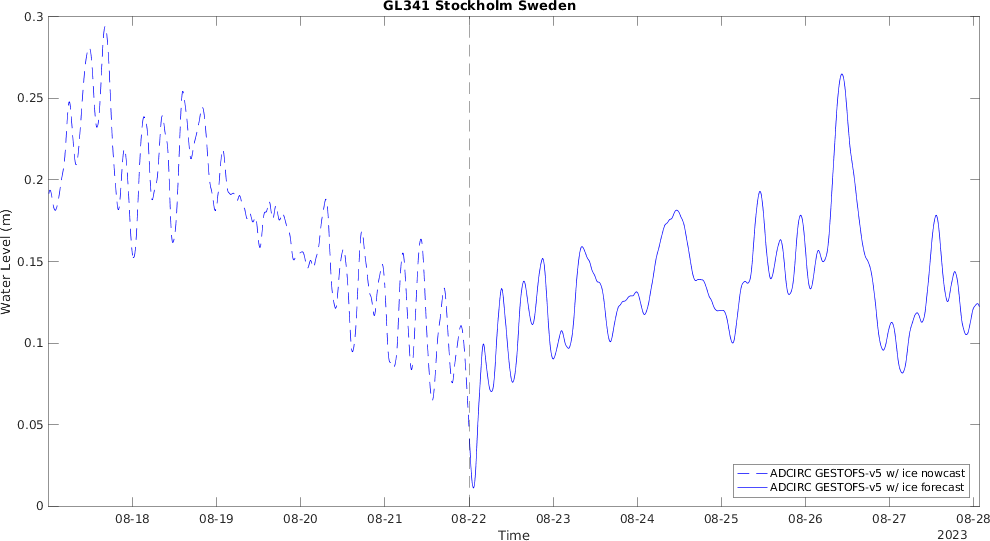 GL341 Stockholm Sweden
0.3
0.25
0.2
0.15
0.1
0.05
0
Water Level (m)
ADCIRC GESTOFS-v5 w/ ice nowcast
ADCIRC GESTOFS-v5 w/ ice forecast
08-18 08-19 08-20 08-21 08-22 08-23 08-24 08-25 08-26 08-27 08-28
Time
2023